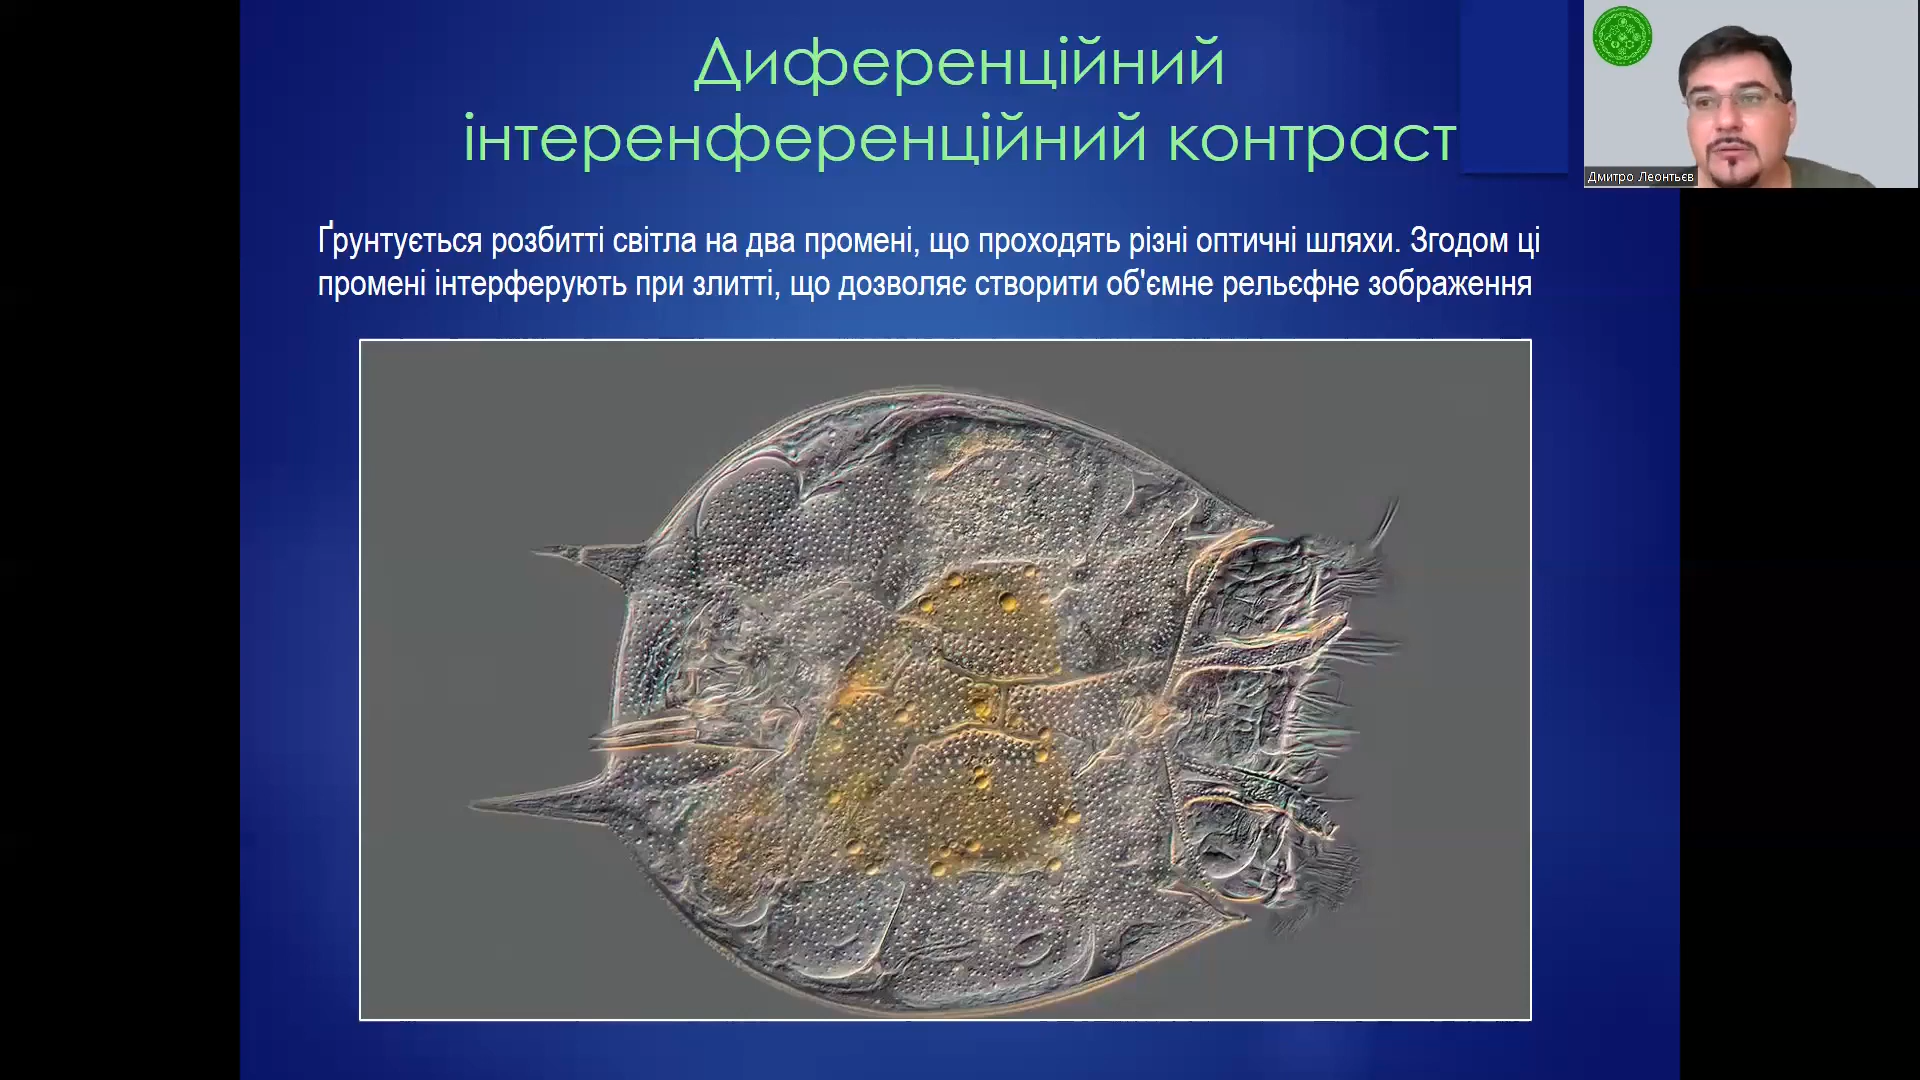 Диференційний
інтеренференційний контраст
Ґрунтується розбитті світла на два промені, що проходять різні оптичні шляхи. Згодом ці
промені інтерферують при злитті, що дозволяє створити об'ємне рельєфне зображення
Дмитро Леонтьєв